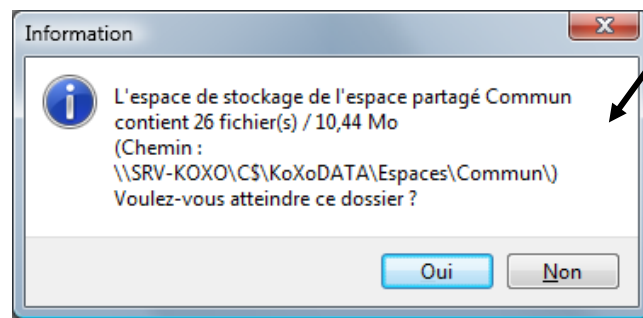 Information
L'espace de stockage de l'espace partagé Commun
contient 26 fichier(s) / 10,44 Mo
(Chemin :
\\SRV-KOXO\C$\KoXoDATA\Espaces\Commun\)
Voulez-vous atteindre ce dossier ?
Oui
Non